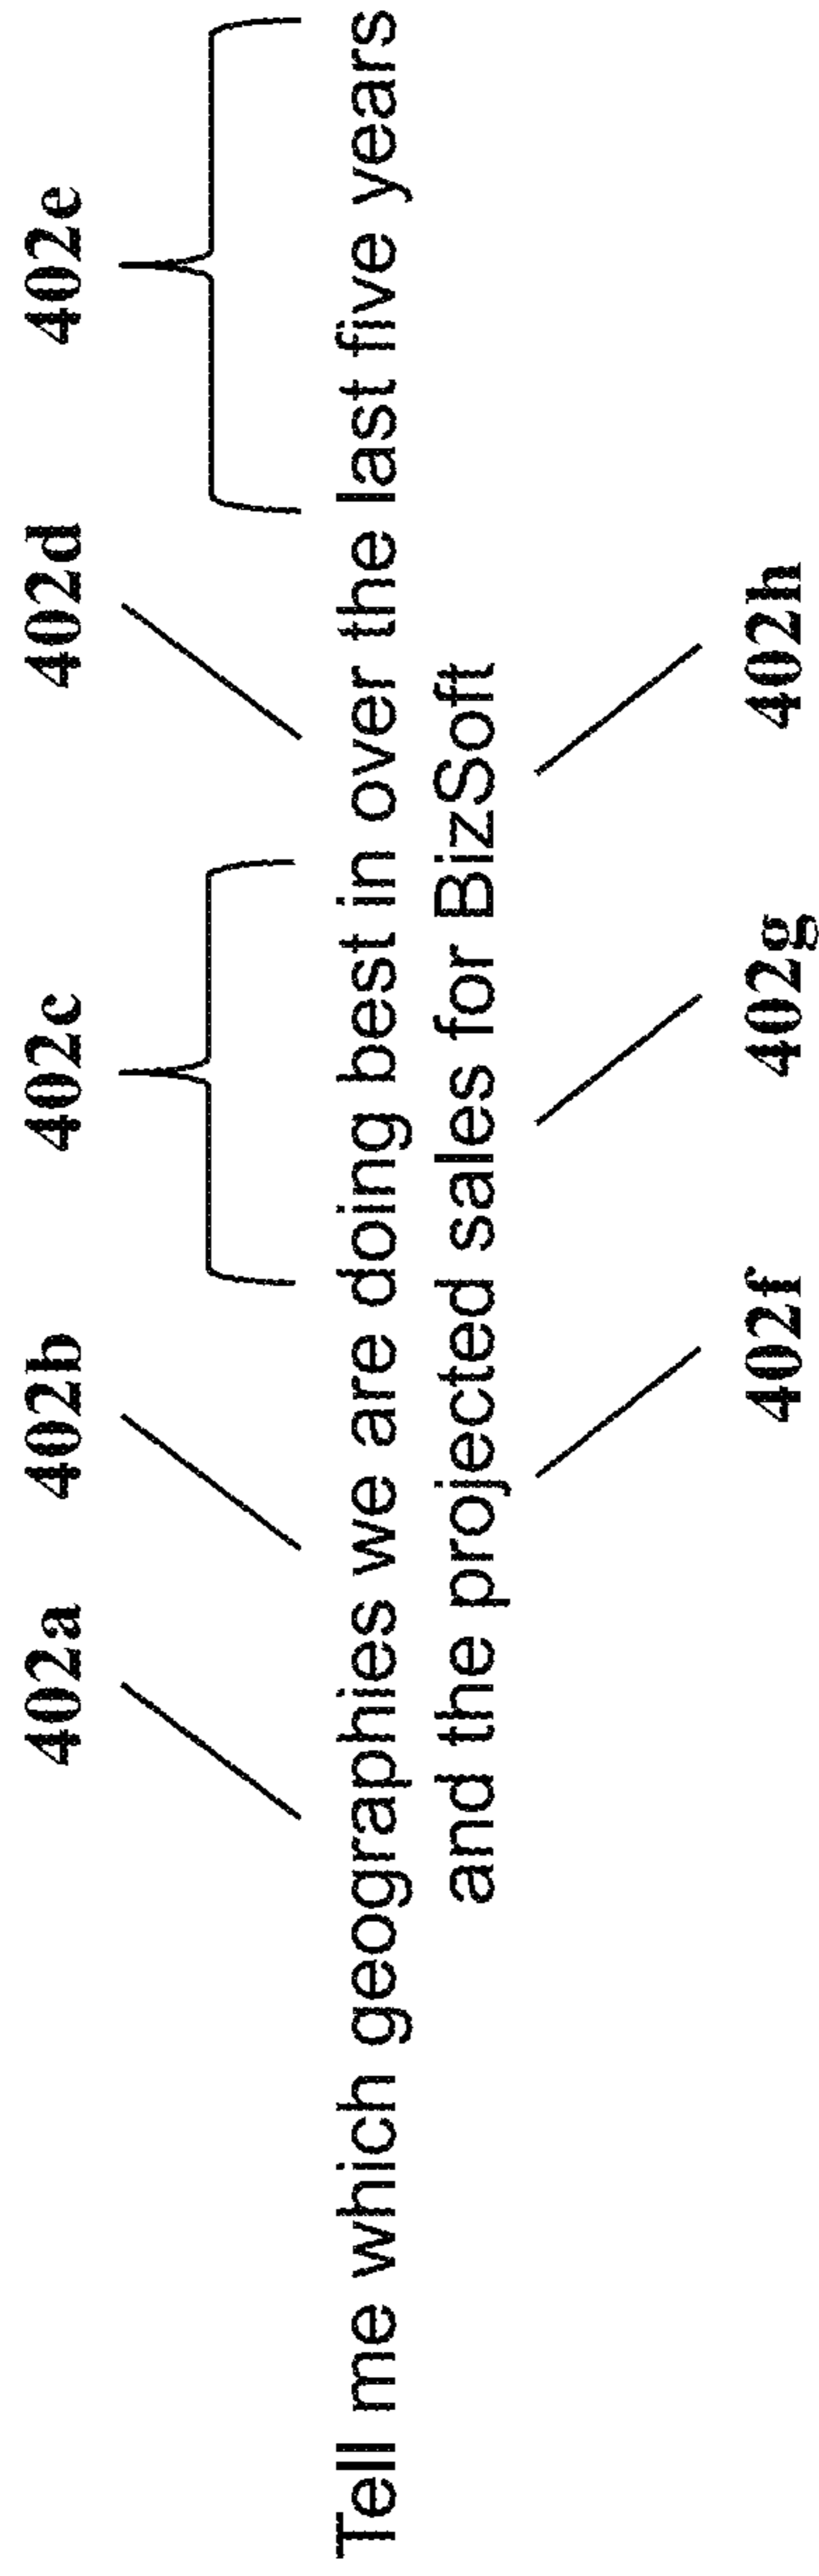 402a 402b 402c 402d 402e
Tell me which geographies we are doing best in over the last five years
and the projected sales for BizSoft
402f 402g 402h